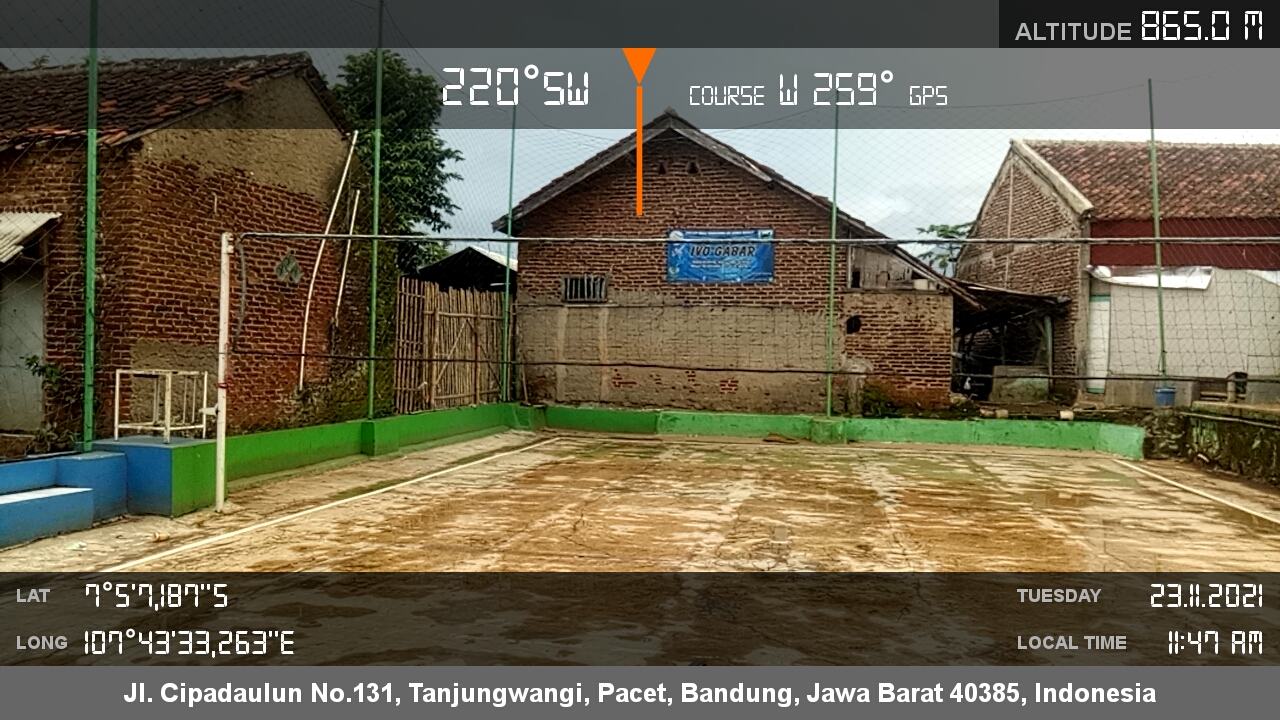 ALTITUDE 865.0 M
220°SW
COURSE W 259° GPS
IVO GABAR
LAT 7°5'7,187"S
TUESDAY 23.11.2021
LONG 107°43'33,263"E
LOCAL TIME 11:47 AM
Jl. Cipadaulun No.131, Tanjungwangi, Pacet, Bandung, Jawa Barat 40385, Indonesia